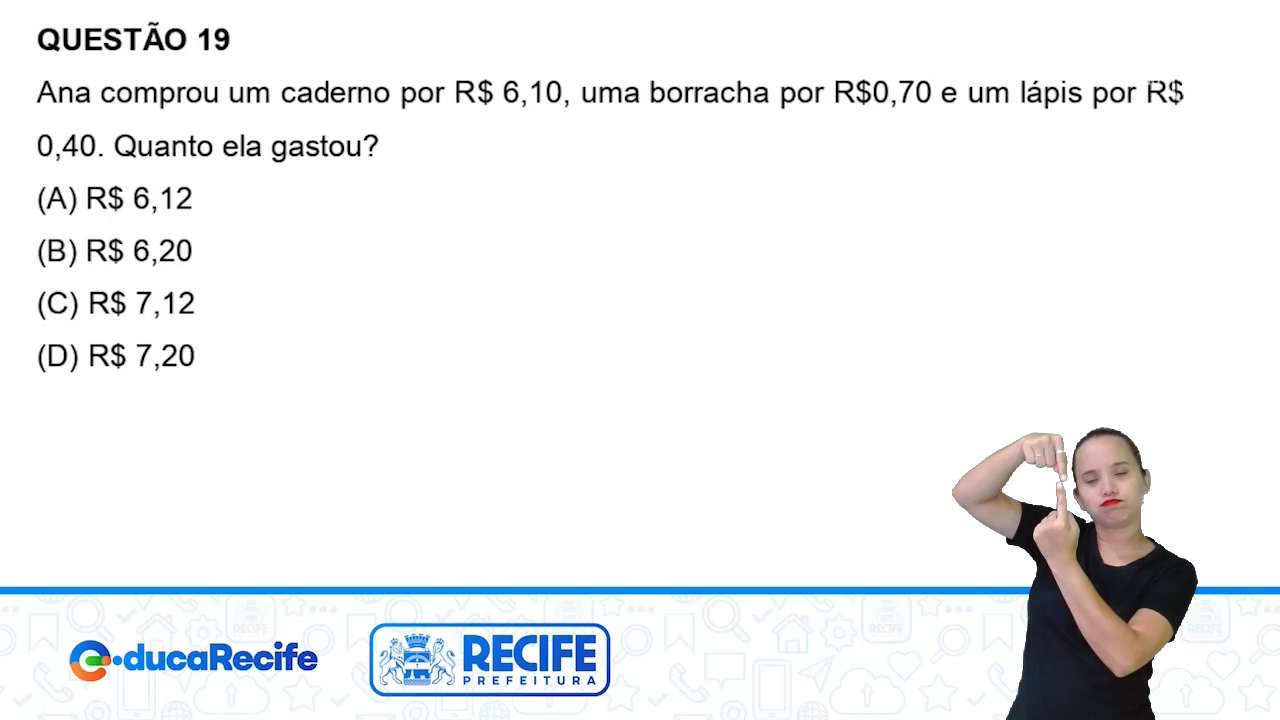 QUESTÃO 19
Ana comprou um caderno por R$ 6,10, uma borracha por R$0,70 e um lápis por R$
0,40. Quanto ela gastou?
(A) R$ 6,12
(B) R$ 6,20
(C) R$ 7,12
(D) R$ 7,20
ducaRecife
RECIFE
PREFEITURA